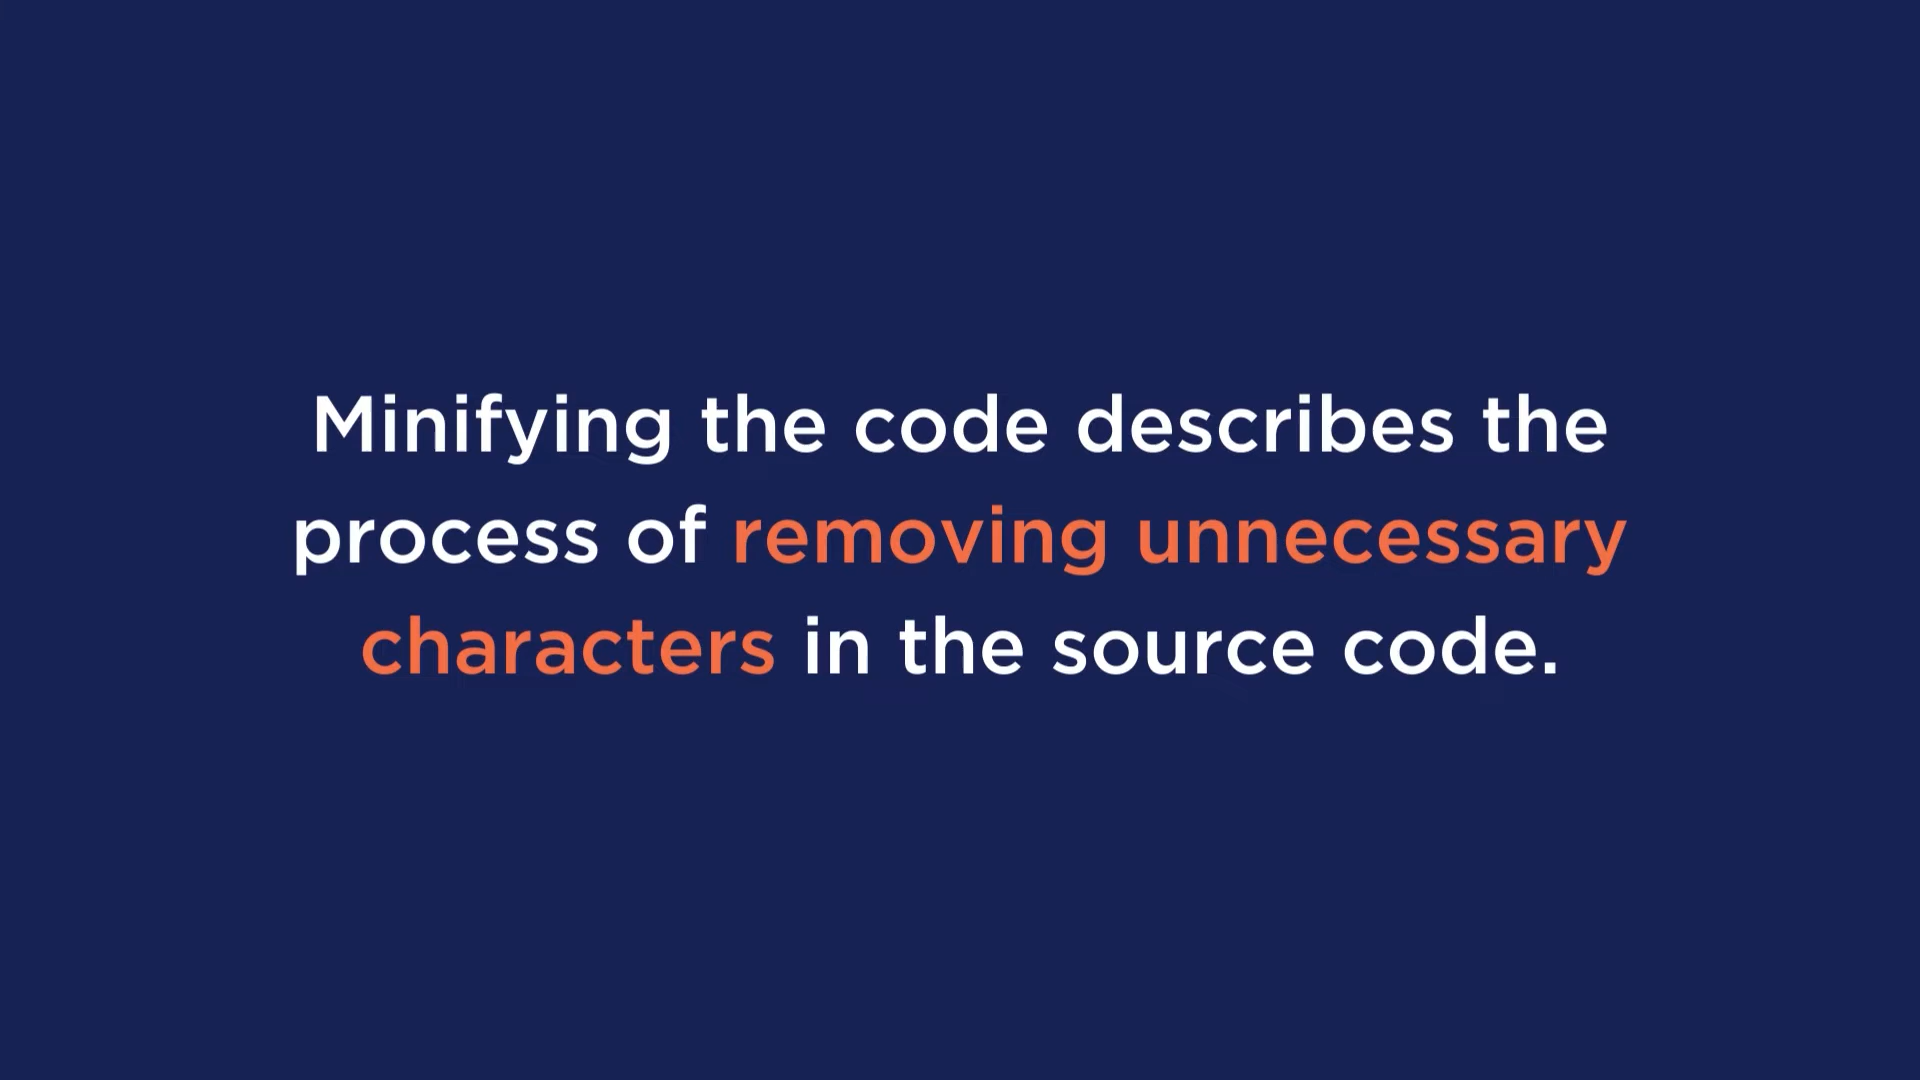 Minifying the code describes the
process of removing unnecessary
characters in the source code.